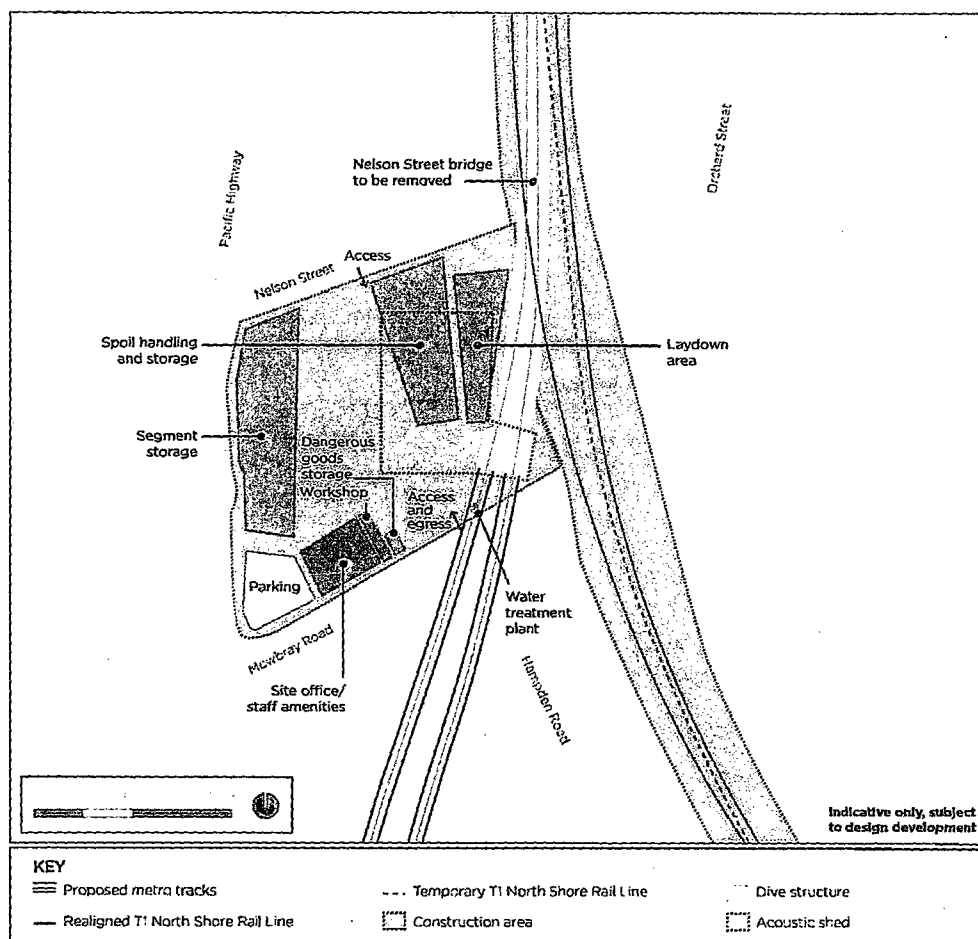 Pacific Highway
Orchard Street
Nelson Street bridge
to be removed
Nelson Street
Access
Spoil handling
and storage
Laydown
area
Segment
storage
Dangerous
goods
storage
Workshop
Access
and
egress
Parking
Water
treatment
plant
Mowbray Road
Hampden Road
Site office/
staff amenities
Indicative only, subject
to design development
KEY
Proposed metro tracks
Temporary T1 North Shore Rail Line
Dive structure
Realigned T1 North Shore Rail Line
Construction area
Acoustic shed